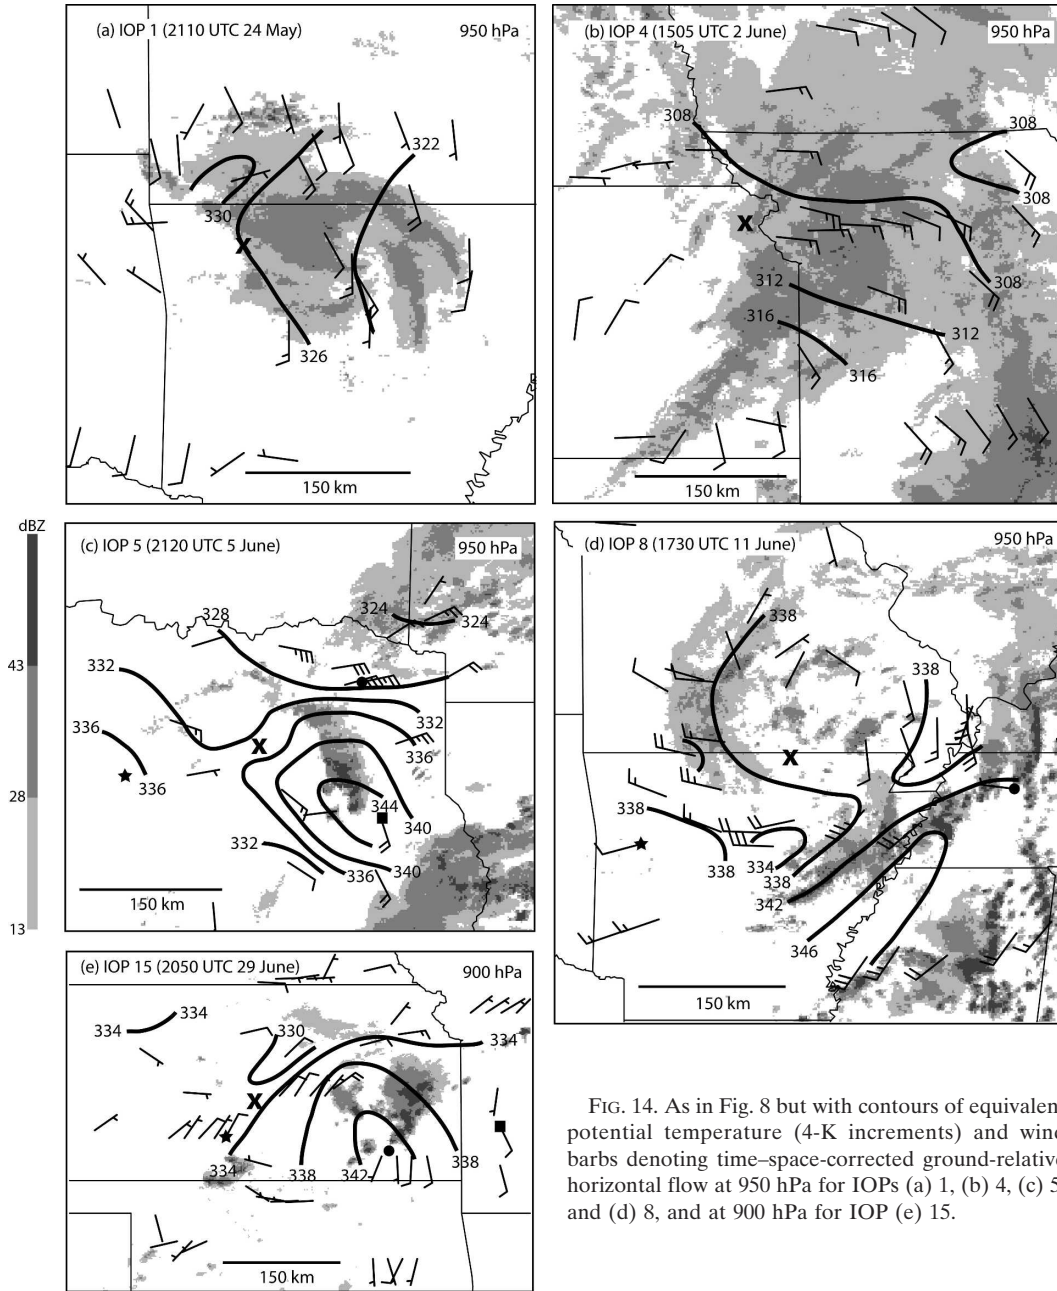 (a) IOP 1 (2110 UTC 24 May)
950 hPa
322
330
X
326
150 km
(b) IOP 4 (1505 UTC 2 June)
950 hPa
308
308
308
X
308
312
316
312
316
150 km
dBZ
43
28
13
(c) IOP 5 (2120 UTC 5 June)
950 hPa
324
324
328
332
336
332
X
336
336
344
340
332
336
340
150 km
(d) IOP 8 (1730 UTC 11 June)
950 hPa
338
338
X
338
338
334
338
342
346
150 km
(e) IOP 15 (2050 UTC 29 June)
900 hPa
334
334
330
334
X
334
338
342
338
150 km
FIG. 14. As in Fig. 8 but with contours of equivalen
potential temperature (4-K increments) and wind
barbs denoting time–space-corrected ground-relative
horizontal flow at 950 hPa for IOPs (a) 1, (b) 4, (c) 5
and (d) 8, and at 900 hPa for IOP (e) 15.